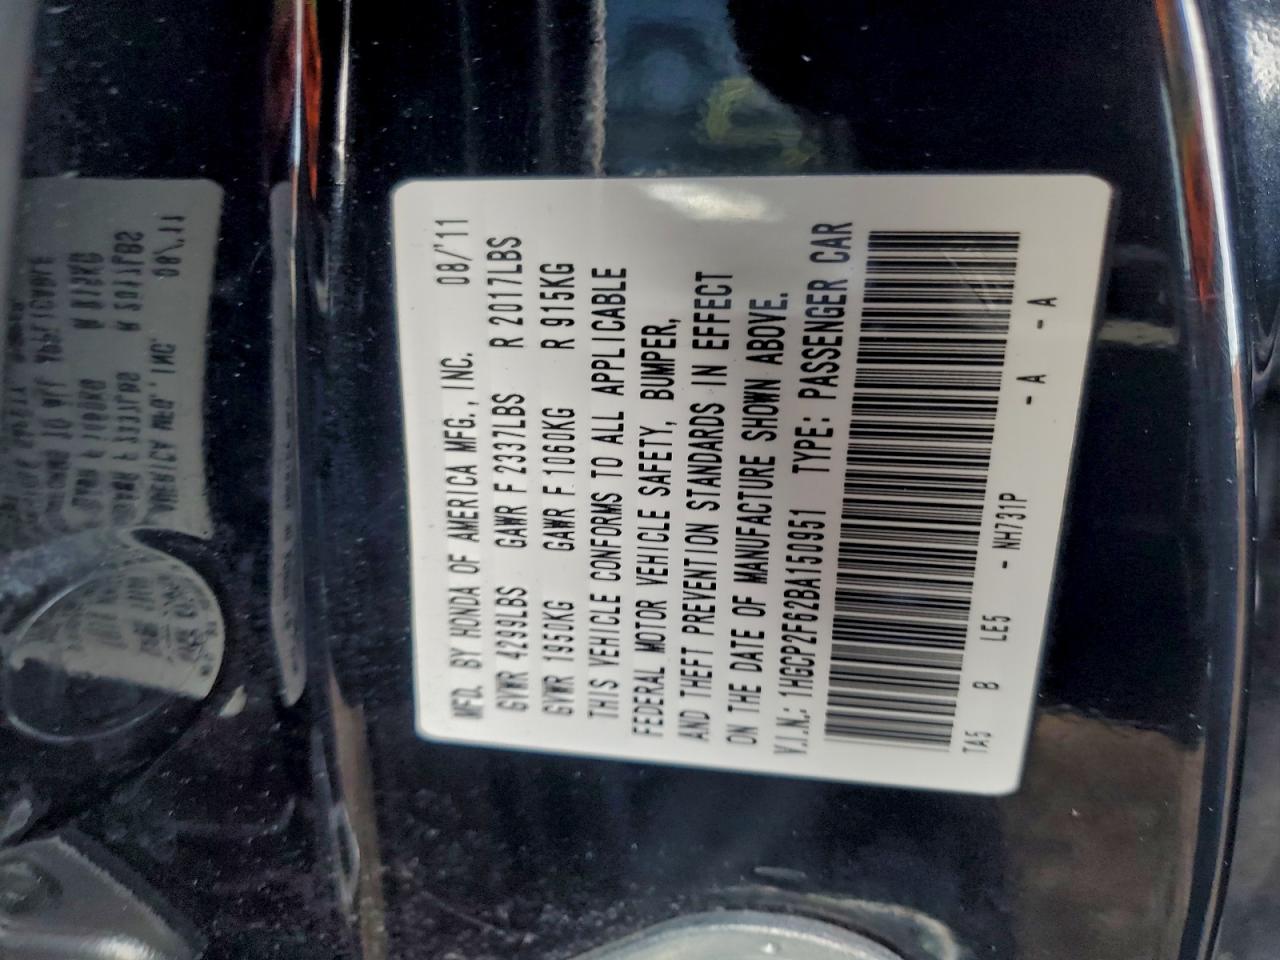 MFD. BY HONDA OF AMERICA MFG., INC. 08/'11
GVWR 4299LBS GAWR F 2337LBS R 2017LBS
GVWR 1951KG GAWR F 1060KG R 915KG
THIS VEHICLE CONFORMS TO ALL APPLICABLE
FEDERAL MOTOR VEHICLE SAFETY, BUMPER,
AND THEFT PREVENTION STANDARDS IN EFFECT
ON THE DATE OF MANUFACTURE SHOWN ABOVE.
V.I.N.: 1HGCP2F62BA150951 TYPE: PASSENGER CAR
TA5 B LE5 - NH731P - A - A